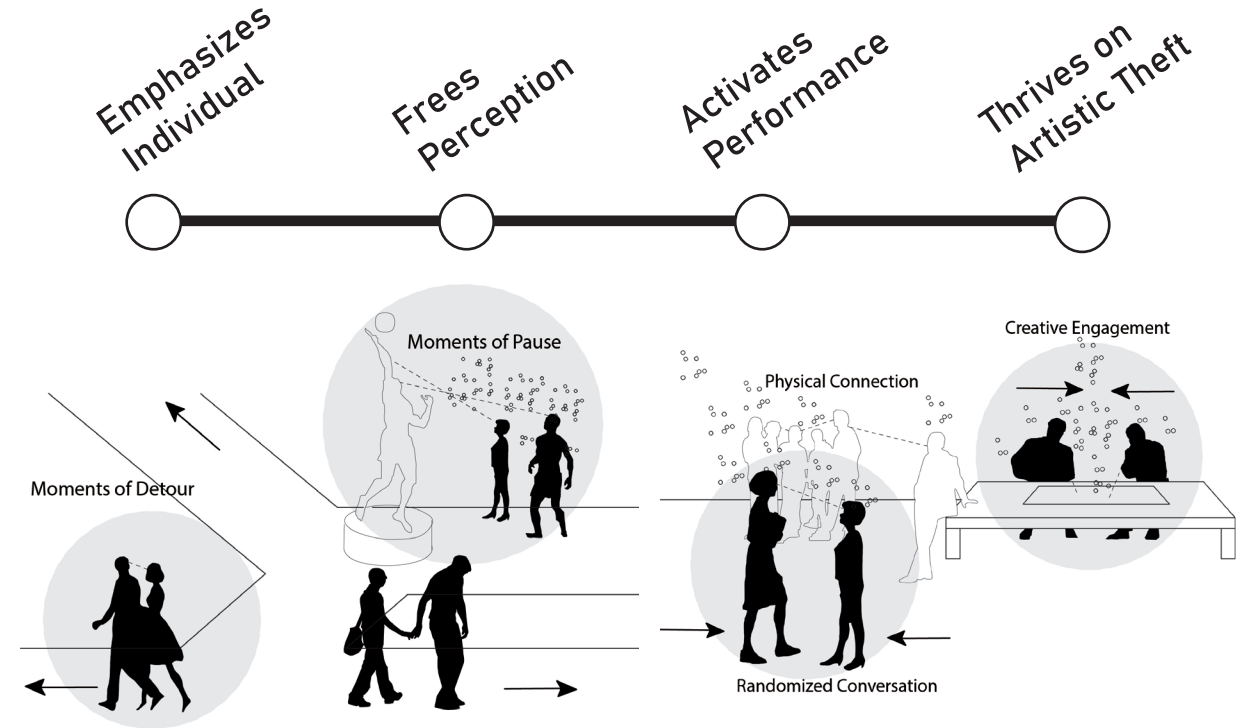 Emphasizes
Individual
Frees
Perception
Activates
Performance
Thrives on
Artistic Theft
Moments of Detour
Moments of Pause
Physical Connection
Randomized Conversation
Creative Engagement